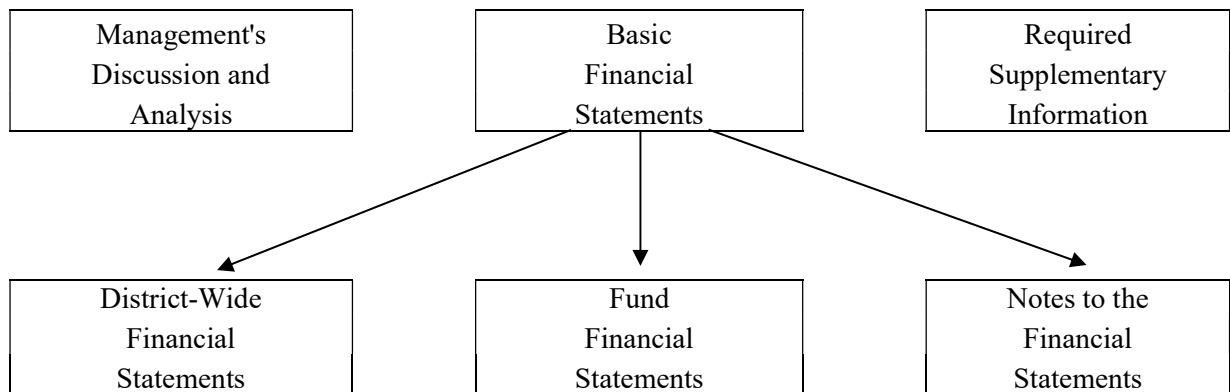 Management's
Discussion and
Analysis
Basic
Financial
Statements
Required
Supplementary
Information
District-Wide
Financial
Statements
Fund
Financial
Statements
Notes to the
Financial
Statements